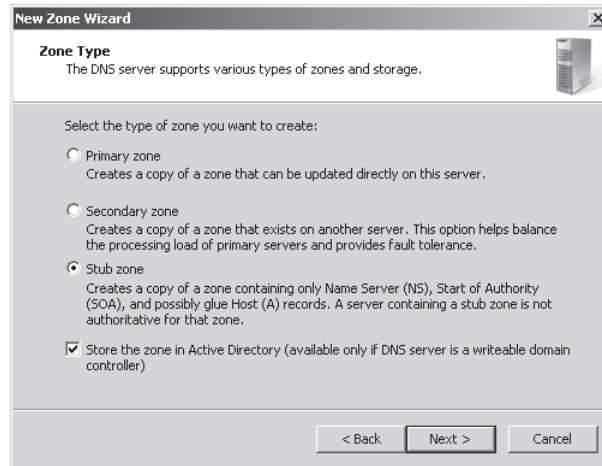 New Zone Wizard
Zone Type
The DNS server supports various types of zones and storage.
Select the type of zone you want to create:
Primary zone
Creates a copy of a zone that can be updated directly on this server.
Secondary zone
Creates a copy of a zone that exists on another server. This option helps balance
the processing load of primary servers and provides fault tolerance.
Stub zone
Creates a copy of a zone containing only Name Server (NS), Start of Authority
(SOA), and possibly glue Host (A) records. A server containing a stub zone is not
authoritative for that zone.
Store the zone in Active Directory (available only if DNS server is a writeable domain
controller)
< Back Next > Cancel